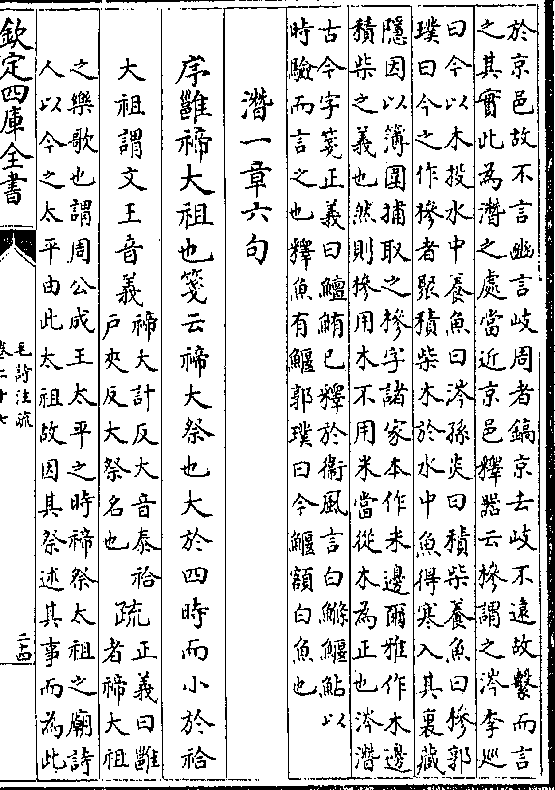 於京邑故不言豳言岐周者鎬京去岐不遠故繫而言
之其實此為潛之處當近京邑釋器云椮謂之涔李巡
曰今以木投水中養魚曰涔孫炎曰積柴養魚曰椮郭
璞曰今之作椮者聚積柴木於水中魚得寒入其裏藏
隱因以簿圍捕取之椮字諸家本作米邊爾雅作木邊
積柴之義也然則椮用木不用米當從木為正也涔潛
古今字箋正義曰鱣鮪已釋於衞風言白鰷鰋鮎以
時驗而言之也釋魚有鰋郭璞曰今鰋額白魚也
潛一章六句
序雝禘大祖也箋云禘大祭也大於四時而小於祫
大祖謂文王音義
禘大計反大音泰祫
戶夾反大祭名也
疏
正義曰雝
者禘大祖
之樂歌也謂周公成王太平之時禘祭太祖之廟詩
人以今之太平由此太祖故因其祭述其事而為此
欽定四庫全書
毛詩注疏
卷二十七
二十四